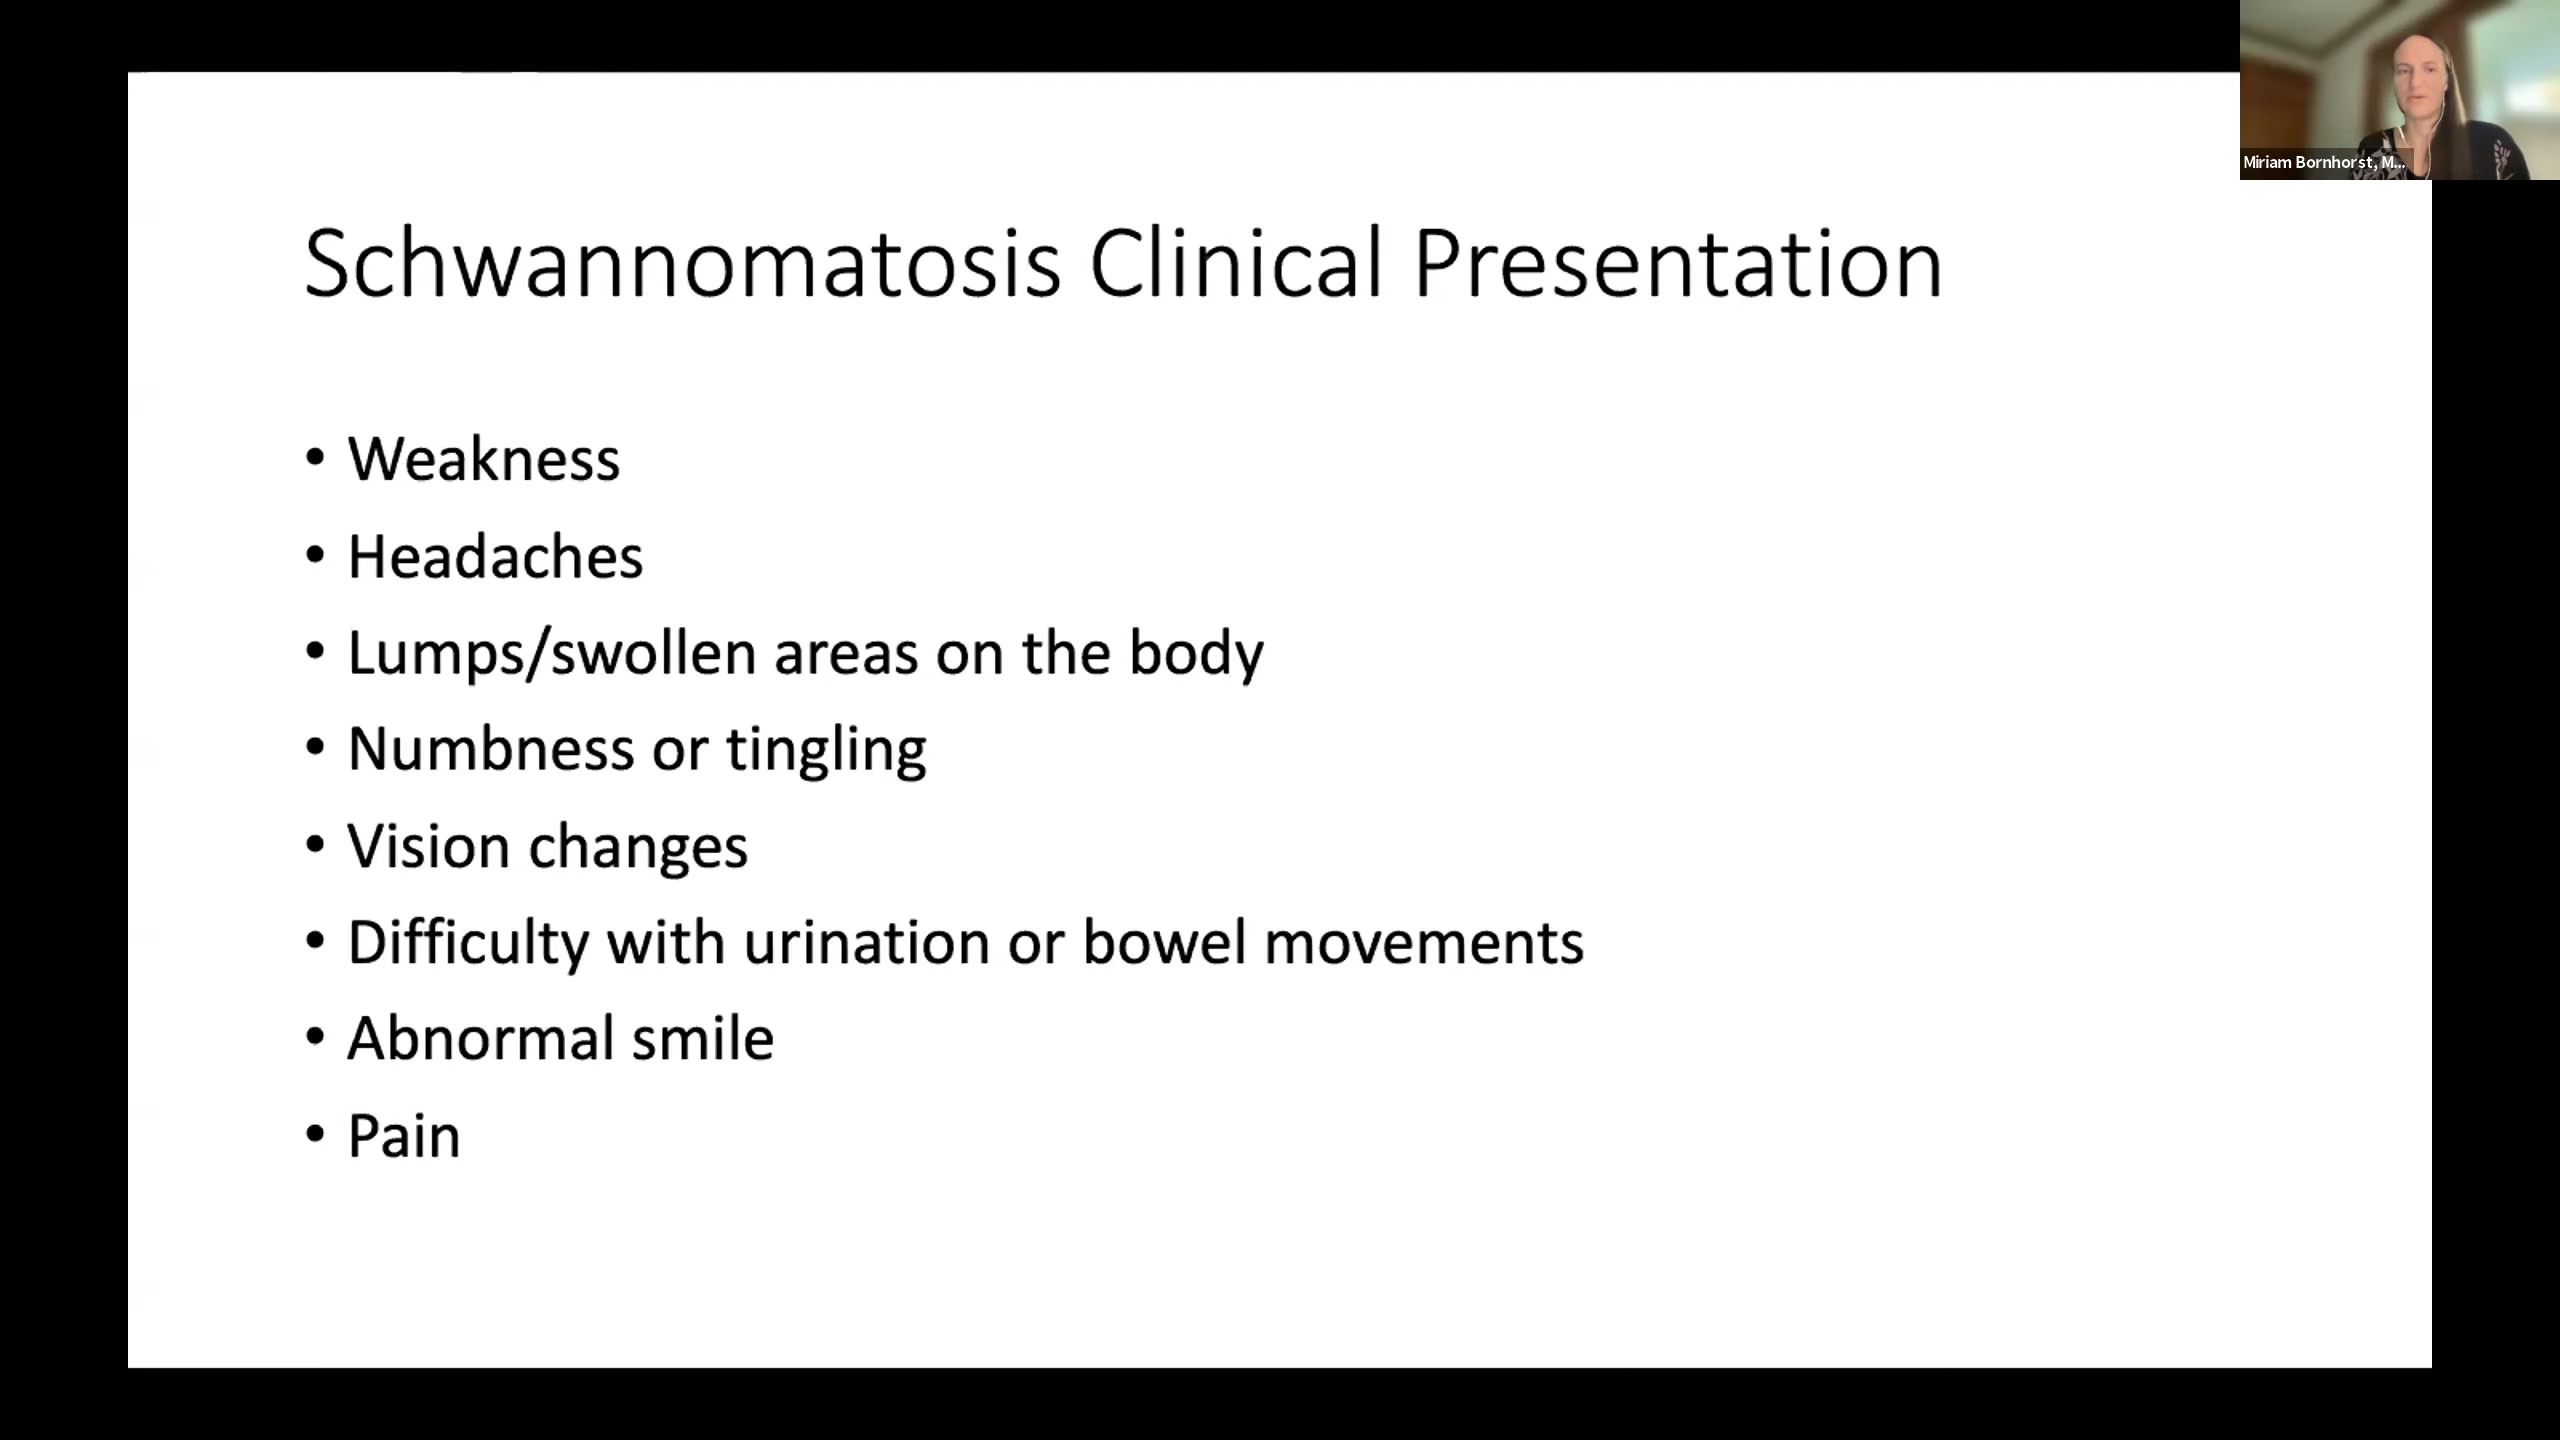 Miriam Bornhorst, M...
Schwannomatosis Clinical Presentation
• Weakness
• Headaches
• Lumps/swollen areas on the body
• Numbness or tingling
• Vision changes
• Difficulty with urination or bowel movements
• Abnormal smile
• Pain